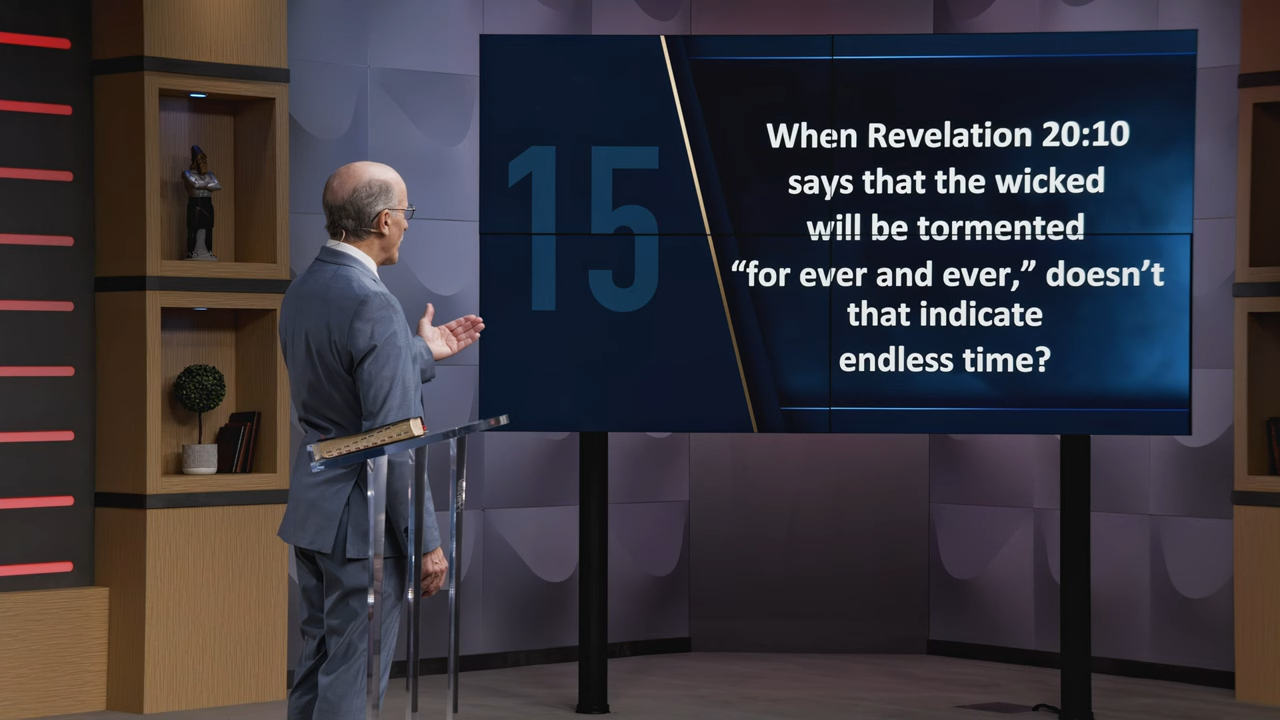 15
When Revelation 20:10
says that the wicked
will be tormented
“for ever and ever,” doesn’t
that indicate
endless time?